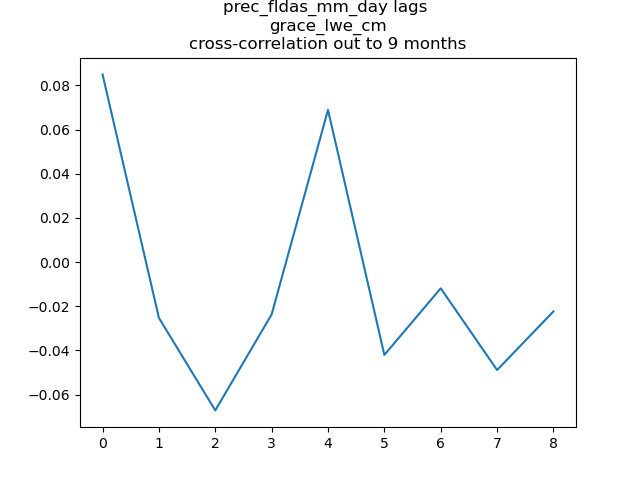 prec_fldas_mm_day lags
grace_lwe_cm
cross-correlation out to 9 months
0.08
0.06
0.04
0.02
0.00
−0.02
−0.04
−0.06
0 1 2 3 4 5 6 7 8